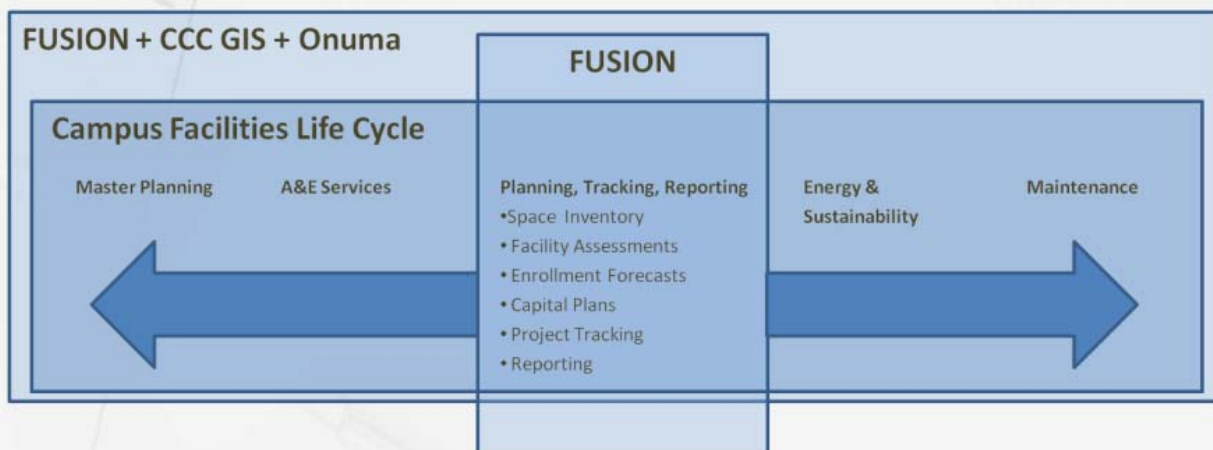 FUSION + CCC GIS + Onuma
FUSION
Campus Facilities Life Cycle
Master Planning
A&E Services
Planning, Tracking, Reporting
•Space Inventory
• Facility Assessments
• Enrollment Forecasts
• Capital Plans
• Project Tracking
• Reporting
Energy &
Sustainability
Maintenance